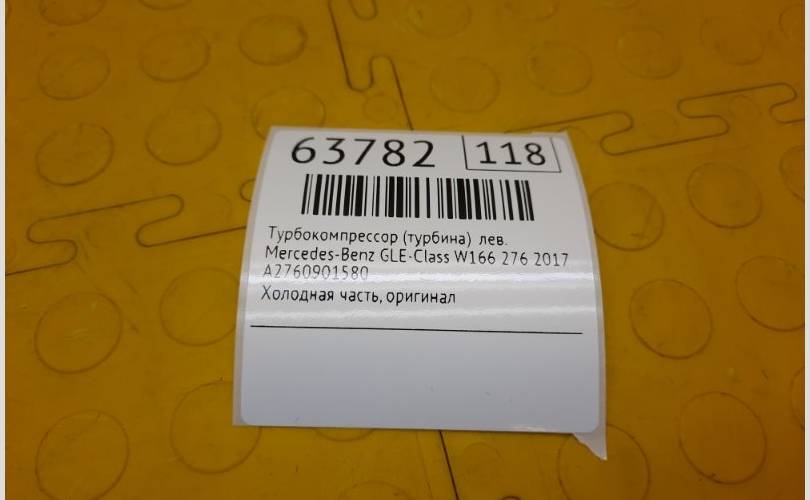 63782 118
Турбокомпрессор (турбина) лев.
Mercedes-Benz GLE-Class W166 276 2017
A2760901580
Холодная часть, оригинал